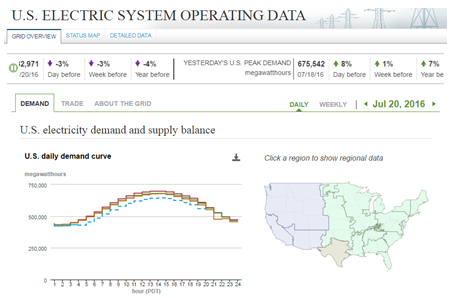 U.S. ELECTRIC SYSTEM OPERATING DATA
GRID OVERVIEW STATUS MAP DETAILED DATA
2,971 -3% -3% -4% YESTERDAY'S U.S. PEAK DEMAND 675,542 8% 1% 7%
/20/16 Day before Week before Year before megawatthours 07/18/16 Day before Week before Year be
DEMAND TRADE ABOUT THE GRID DAILY WEEKLY Jul 20, 2016
U.S. electricity demand and supply balance
U.S. daily demand curve Click a region to show regional data
megawatthours
750,000
500,000
250,000
0
1 2 3 4 5 6 7 8 9 10 11 12 13 14 15 16 17 18 19 20 21 22 23 24
hour (PDT)